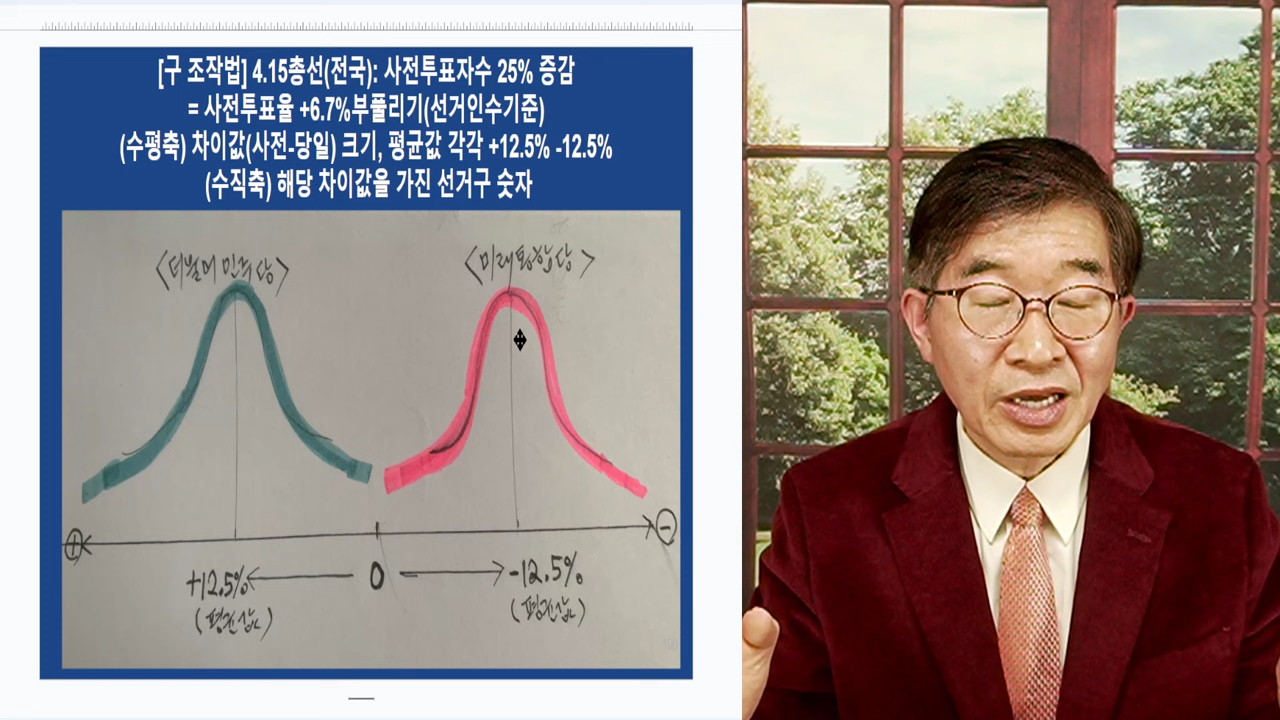 [구 조작법] 4.15총선(전국): 사전투표자수 25% 증감
= 사전투표율 +6.7%부풀리기(선거인수기준)
(수평축) 차이값(사전-당일) 크기, 평균값 각각 +12.5% -12.5%
(수직축) 해당 차이값을 가진 선거구 숫자
<더불어민주당> <미래통합당>
+ -
+12.5% 0 -12.5%
(평균값) (평균값)